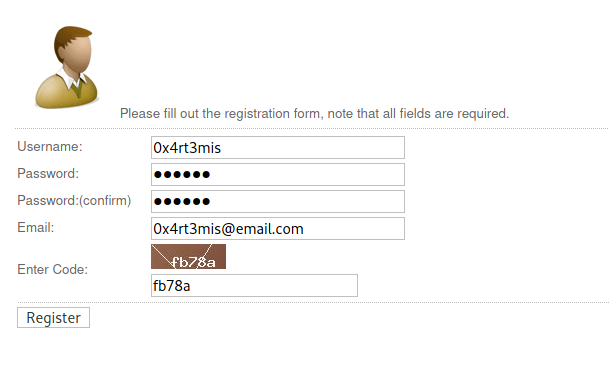 Please fill out the registration form, note that all fields are required.
Username: 0x4rt3mis
Password: ●●●●●●
Password:(confirm) ●●●●●●
Email: 0x4rt3mis@email.com
fb78a
Enter Code:
fb78a
Register